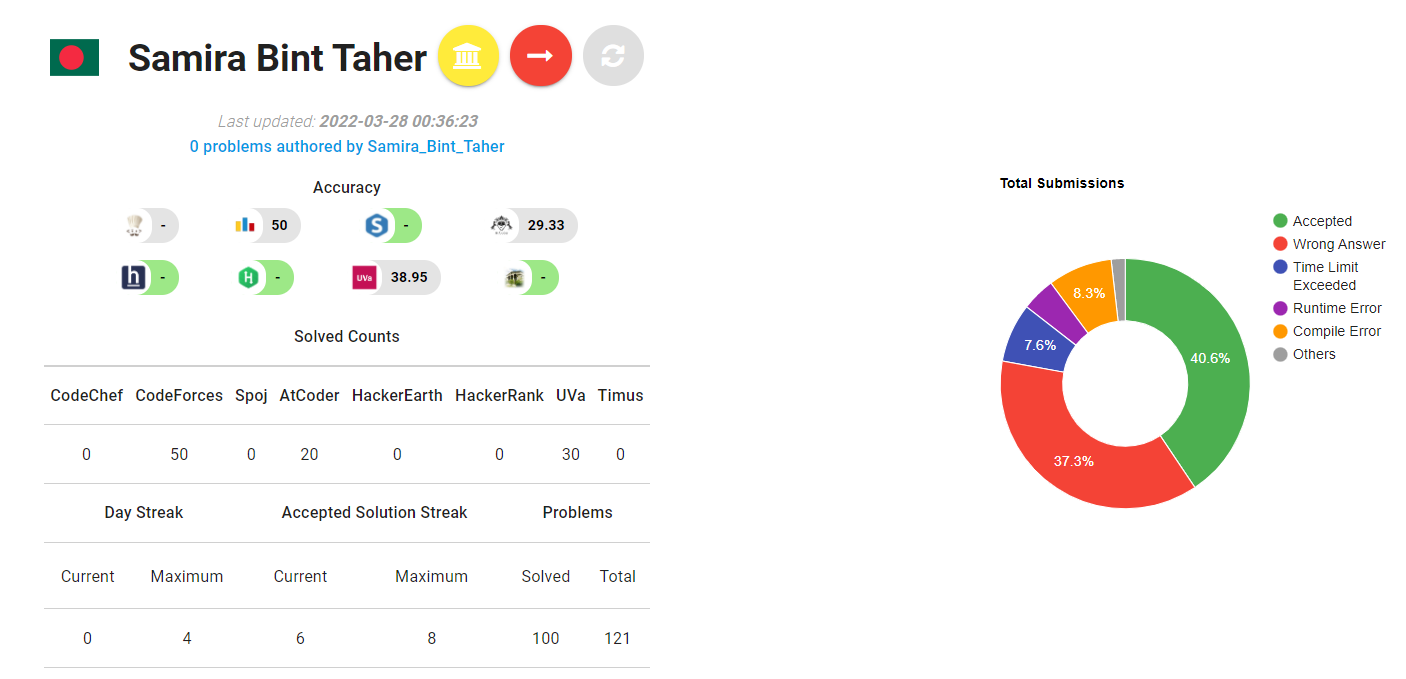 Samira Bint Taher
Last updated: 2022-03-28 00:36:23
0 problems authored by Samira_Bint_Taher
Accuracy
- 50 - 29.33
h - H - UVa 38.95 -
Solved Counts
CodeChef CodeForces Spoj AtCoder HackerEarth HackerRank UVa Timus
0 50 0 20 0 0 30 0
Day Streak Accepted Solution Streak Problems
Current Maximum Current Maximum Solved Total
0 4 6 8 100 121
Total Submissions
Accepted
Wrong Answer
Time Limit
Exceeded
Runtime Error
Compile Error
Others
8.3%
7.6%
40.6%
37.3%